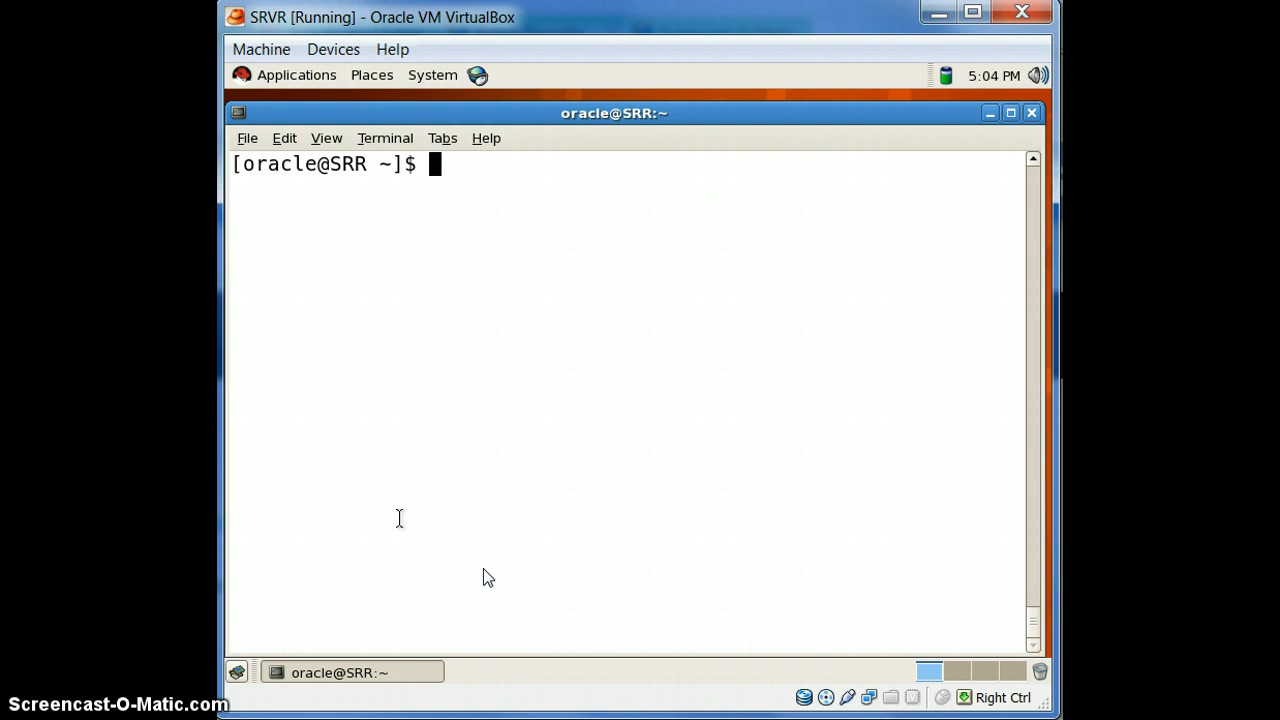 SRVR [Running] - Oracle VM VirtualBox
Machine Devices Help
Applications Places System 5:04 PM
oracle@SRR:~
File Edit View Terminal Tabs Help
[oracle@SRR ~]$
oracle@SRR:~
Right Ctrl
Screencast-O-Matic.com